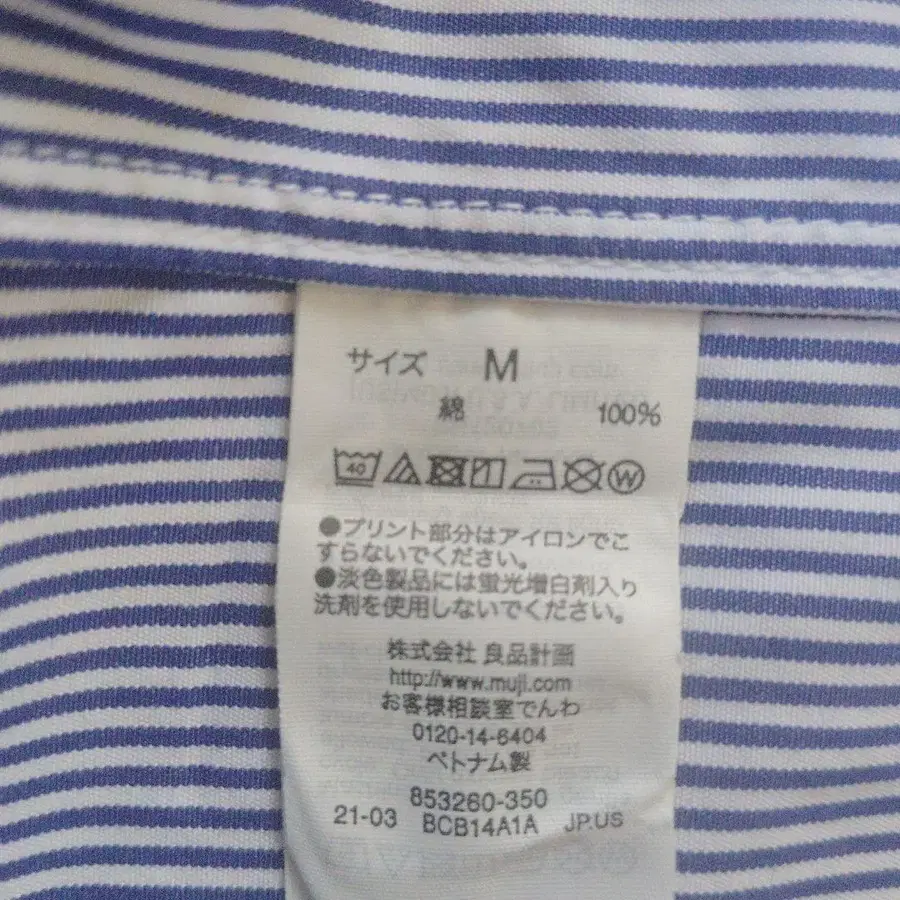 サイズ M
綿 100%
40 W
●プリント部分はアイロンでこ
すらないでください。
●淡色製品には蛍光増白剤入り
洗剤を使用しないでください。
株式会社 良品計画
http://www.muji.com
お客様相談室でんわ
0120-14-6404
ベトナム製
853260-350
21-03 BCB14A1A JP.US